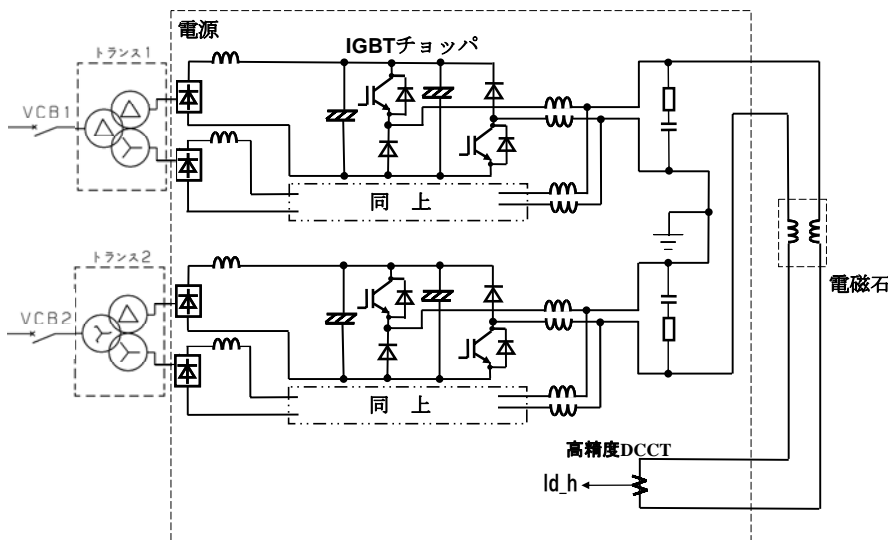 電源
トランス1
IGBTチョッパ
VCB1
同 上
トランス2
電磁石
VCB2
同 上
高精度DCCT
Id_h